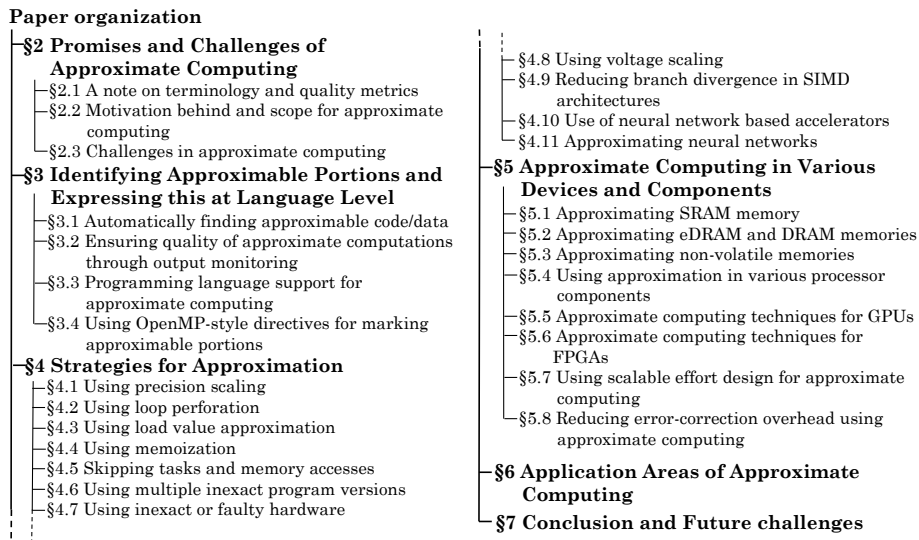 Paper organization
§2 Promises and Challenges of
Approximate Computing
§2.1 A note on terminology and quality metrics
§2.2 Motivation behind and scope for approximate
computing
§2.3 Challenges in approximate computing
§3 Identifying Approximable Portions and
Expressing this at Language Level
§3.1 Automatically finding approximable code/data
§3.2 Ensuring quality of approximate computations
through output monitoring
§3.3 Programming language support for
approximate computing
§3.4 Using OpenMP-style directives for marking
approximable portions
§4 Strategies for Approximation
§4.1 Using precision scaling
§4.2 Using loop perforation
§4.3 Using load value approximation
§4.4 Using memoization
§4.5 Skipping tasks and memory accesses
§4.6 Using multiple inexact program versions
§4.7 Using inexact or faulty hardware
§4.8 Using voltage scaling
§4.9 Reducing branch divergence in SIMD
architectures
§4.10 Use of neural network based accelerators
§4.11 Approximating neural networks
§5 Approximate Computing in Various
Devices and Components
§5.1 Approximating SRAM memory
§5.2 Approximating eDRAM and DRAM memories
§5.3 Approximating non-volatile memories
§5.4 Using approximation in various processor
components
§5.5 Approximate computing techniques for GPUs
§5.6 Approximate computing techniques for
FPGAs
§5.7 Using scalable effort design for approximate
computing
§5.8 Reducing error-correction overhead using
approximate computing
§6 Application Areas of Approximate
Computing
§7 Conclusion and Future challenges